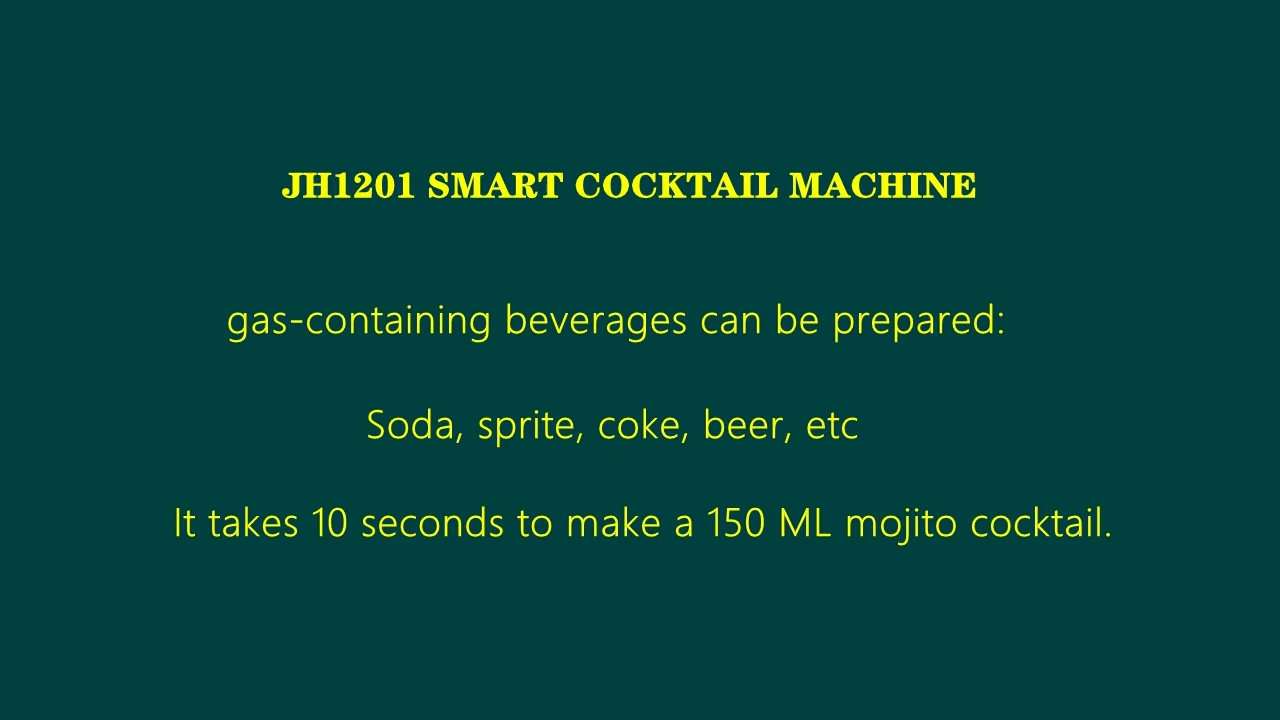 JH1201 SMART COCKTAIL MACHINE
gas-containing beverages can be prepared:
Soda, sprite, coke, beer, etc
It takes 10 seconds to make a 150 ML mojito cocktail.